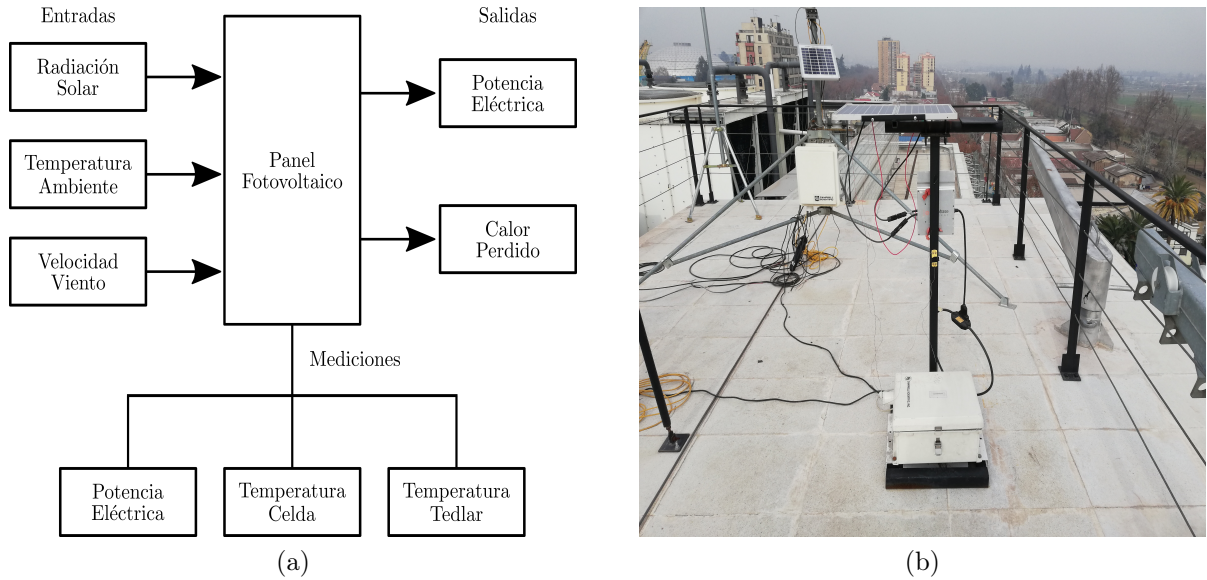 Entradas
Salidas
Radiación
Solar
Temperatura
Ambiente
Velocidad
Viento
Panel
Fotovoltaico
Potencia
Eléctrica
Calor
Perdido
Mediciones
Potencia
Eléctrica
Temperatura
Celda
Temperatura
Tedlar
(a)
(b)